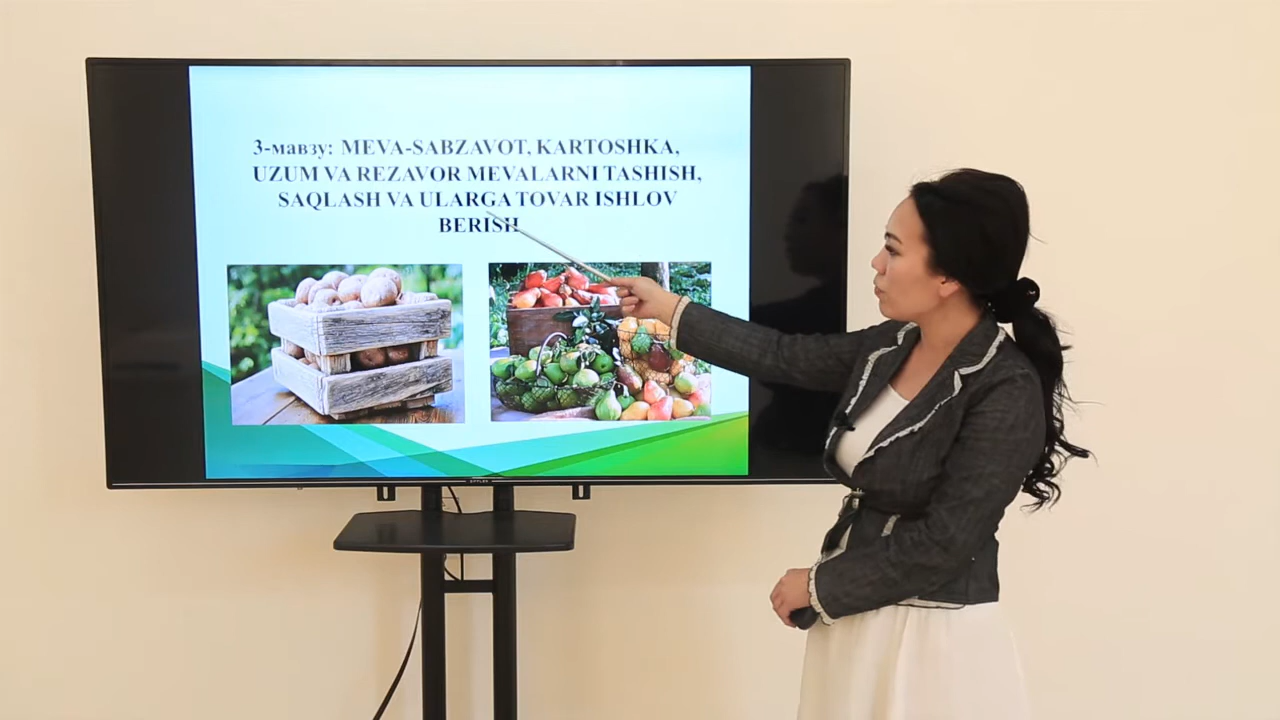 3-мавзу: MEVA-SABZAVOT, KARTOSHKA,
UZUM VA REZAVOR MEVALARNI TASHISH,
SAQLASH VA ULARGA TOVAR ISHLOV
BERISH